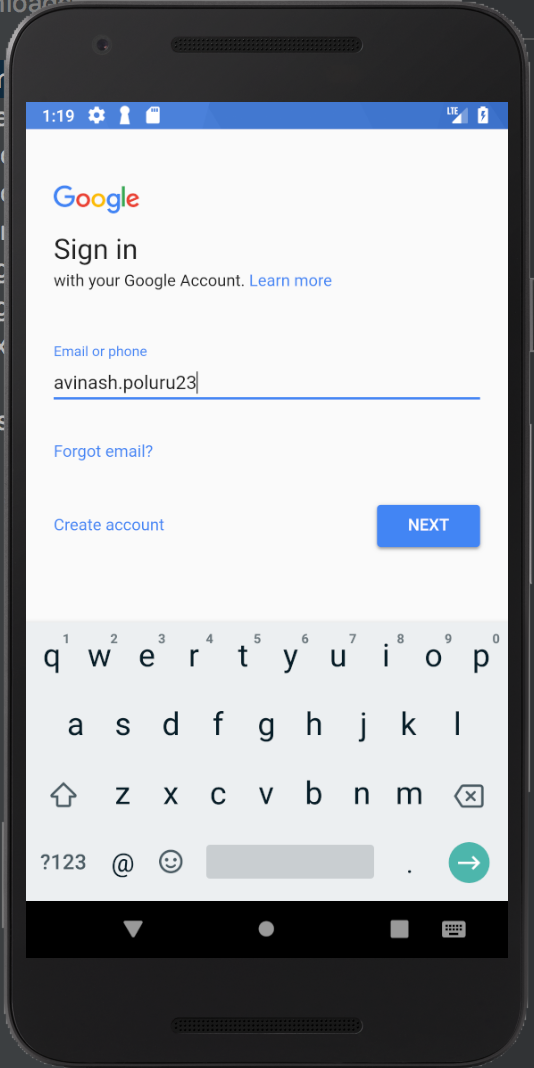 1:19 LTE
Google
Sign in
with your Google Account. Learn more
Email or phone
avinash.poluru23
Forgot email?
Create account NEXT
1 2 3 4 5 6 7 8 9 0
q w e r t y u i o p
a s d f g h j k l
z x c v b n m
?123 @ .